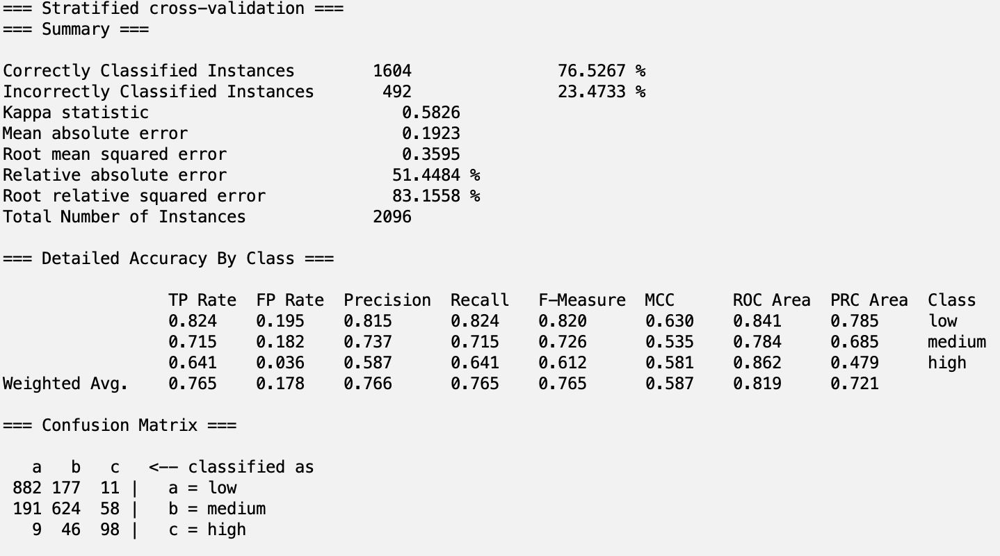 === Stratified cross-validation ===
=== Summary ===
Correctly Classified Instances 1604 76.5267 %
Incorrectly Classified Instances 492 23.4733 %
Kappa statistic 0.5826
Mean absolute error 0.1923
Root mean squared error 0.3595
Relative absolute error 51.4484 %
Root relative squared error 83.1558 %
Total Number of Instances 2096
=== Detailed Accuracy By Class ===
TP Rate FP Rate Precision Recall F-Measure MCC ROC Area PRC Area Class
0.824 0.195 0.815 0.824 0.820 0.630 0.841 0.785 low
0.715 0.182 0.737 0.715 0.726 0.535 0.784 0.685 medium
0.641 0.036 0.587 0.641 0.612 0.581 0.862 0.479 high
Weighted Avg. 0.765 0.178 0.766 0.765 0.765 0.587 0.819 0.721
=== Confusion Matrix ===
a b c <-- classified as
882 177 11 | a = low
191 624 58 | b = medium
9 46 98 | c = high